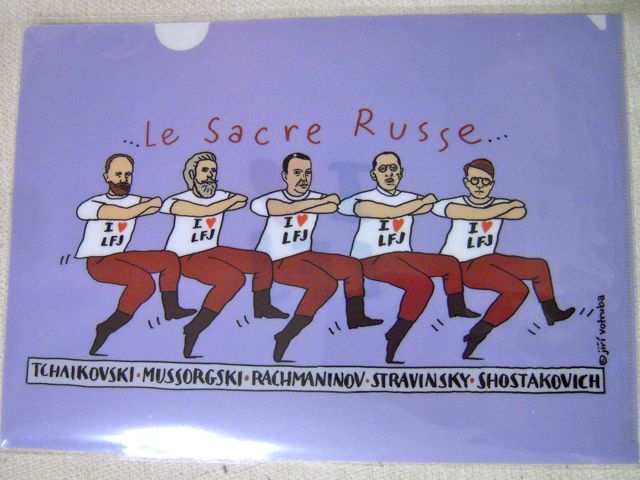 ...Le Sacre Russe...
I ♥ LFJ
I ♥ LFJ
I ♥ LFJ
I ♥ LFJ
I ♥ LFJ
©jiří votruba
TCHAIKOVSKI • MUSSORGSKI • RACHMANINOV • STRAVINSKY • SHOSTAKOVICH